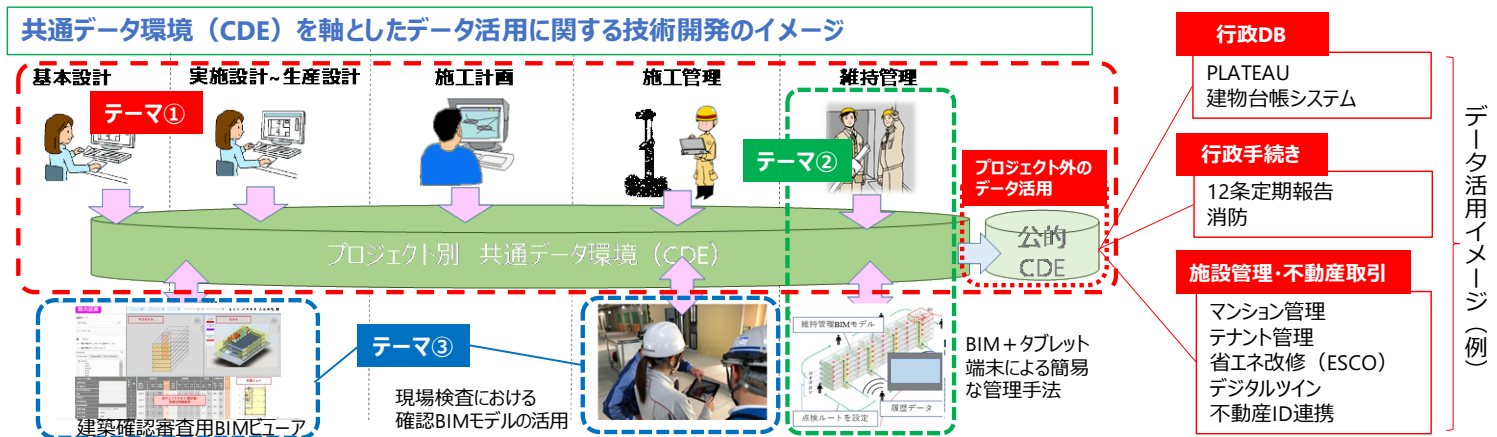 共通データ環境（CDE）を軸としたデータ活用に関する技術開発のイメージ
基本設計
実施設計~生産設計
施工計画
施工管理
維持管理
テーマ①
テーマ②
プロジェクト外の
データ活用
プロジェクト別　共通データ環境（CDE）
公的
CDE
テーマ③
建築確認審査用BIMビューア
現場検査における
確認BIMモデルの活用
維持管理BIMモデル
点検ルートを設定
履歴データ
BIM＋タブレット
端末による簡易
な管理手法
行政DB
PLATEAU
建物台帳システム
行政手続き
12条定期報告
消防
施設管理・不動産取引
マンション管理
テナント管理
省エネ改修（ESCO）
デジタルツイン
不動産ID連携
データ活用イメージ（例）